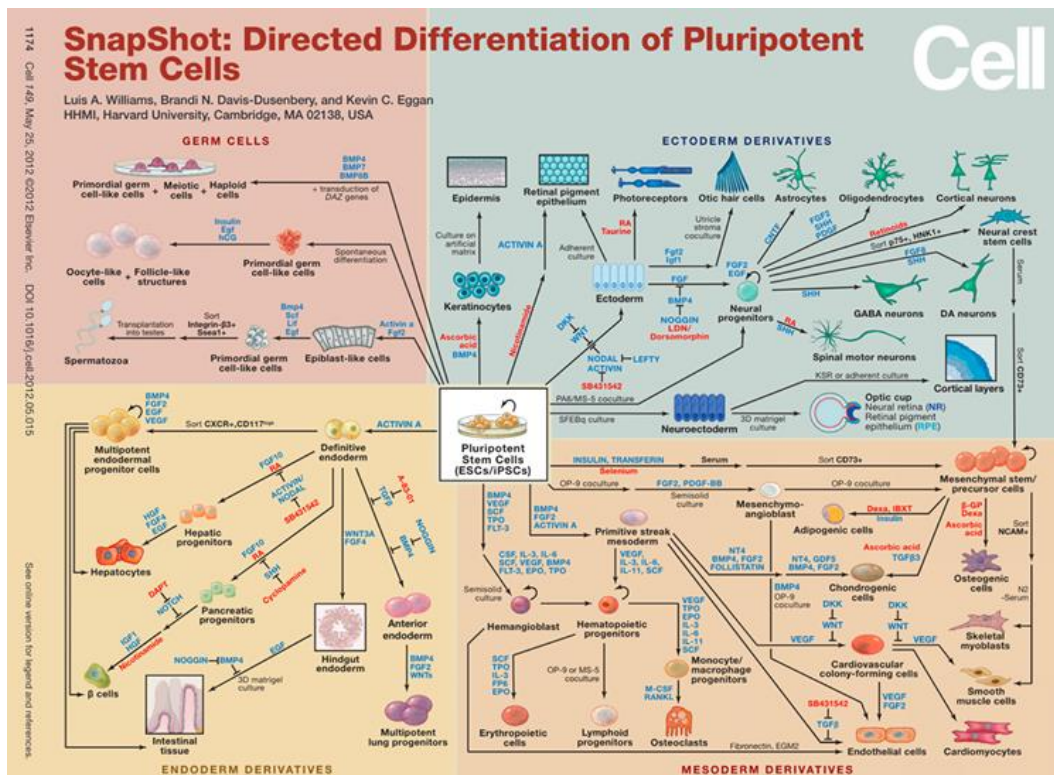 SnapShot: Directed Differentiation of Pluripotent
Stem Cells
Cell
Luis A. Williams, Brandi N. Davis-Dusenbery, and Kevin C. Eggan
HHMI, Harvard University, Cambridge, MA 02138, USA
1174 Cell 149, May 25, 2012 ©2012 Elsevier Inc. DOI 10.1016/j.cell.2012.05.015
See online version for legend and references.
GERM CELLS
BMP4
BMP7
BMP8B
+ transduction of
DAZ genes
Primordial germ
cell-like cells
+
Meiotic
cells
+
Haploid
cells
Insulin
Egf
hCG
Spontaneous
differentiation
Oocyte-like
cells
+
Follicle-like
structures
Primordial germ
cell-like cells
Transplantation
into testes
Sort
Integrin-β3+
Ssea1+
Bmp4
Scf
Lif
Egf
Activin a
Fgf2
Spermatozoa
Primordial germ
cell-like cells
Epiblast-like cells
ECTODERM DERIVATIVES
Epidermis
Retinal pigment
epithelium
Photoreceptors
Otic hair cells
Astrocytes
Oligodendrocytes
Cortical neurons
Culture on
artificial
matrix
ACTIVIN A
Adherent
culture
RA
Taurine
Utricle
stroma
coculture
CNTF
FGF2
SHH
PDGF
Retinoids
Sort p75+, HNK1+
Neural crest
stem cells
Keratinocytes
Ascorbic
acid
BMP4
Nicotinamide
Ectoderm
Fgf2
Igf1
FGF
BMP4
NOGGIN
LDN/
Dorsomorphin
FGF2
EGF
Neural
progenitors
FGF8
SHH
SHH
GABA neurons
DA neurons
Serum
RA
SHH
Spinal motor neurons
DKK
WNT
NODAL
ACTIVIN
LEFTY
SB431542
PA6/MS-5 coculture
SFEBq culture
Neuroectoderm
KSR or adherent culture
3D matrigel
culture
Cortical layers
Optic cup
Neural retina (NR)
Retinal pigment
epithelium (RPE)
Sort CD73+
Pluripotent
Stem Cells
(ESCs/iPSCs)
BMP4
FGF2
EGF
VEGF
Sort CXCR+,CD117high
ACTIVIN A
Multipotent
endodermal
progenitor cells
Definitive
endoderm
FGF10
RA
ACTIVIN/
NODAL
SB431542
TGFβ
A-83-01
HGF
FGF4
EGF
Hepatic
progenitors
Hepatocytes
WNT3A
FGF4
NOGGIN
BMP4
FGF10
RA
SHH
Cyclopamine
DAPT
NOTCH
Pancreatic
progenitors
IGF1
HGF
Nicotinamide
β cells
Hindgut
endoderm
Anterior
endoderm
EGF
NOGGIN
BMP4
3D matrigel
culture
BMP4
FGF2
WNTs
Intestinal
tissue
Multipotent
lung progenitors
ENDODERM DERIVATIVES
INSULIN, TRANSFERIN
Selenium
Serum
Sort CD73+
OP-9 coculture
FGF2, PDGF-BB
Semisolid
culture
Mesenchymo-
angioblast
OP-9 coculture
Mesenchymal stem/
precursor cells
BMP4
VEGF
SCF
TPO
FLT-3
BMP4
FGF2
ACTIVIN A
Primitive streak
mesoderm
Dexa, IBXT
Insulin
Adipogenic cells
β-GP
Dexa
Ascorbic
acid
Sort
NCAM+
CSF, IL-3, IL-6
SCF, VEGF, BMP4
FLT-3, EPO, TPO
VEGF,
IL-3, IL-6,
IL-11, SCF
NT4
BMP4, FGF2
FOLLISTATIN
NT4, GDF5
BMP4, FGF2
Ascorbic acid
TGFβ3
Chondrogenic
cells
Osteogenic
cells
Semisolid
culture
Hemangioblast
Hematopoietic
progenitors
VEGF
TPO
EPO
IL-3
IL-6
IL-11
SCF
BMP4
OP-9
coculture
DKK
WNT
VEGF
DKK
WNT
VEGF
N2
-Serum
Skeletal
myoblasts
Cardiovascular
colony-forming cells
Smooth
muscle cells
SCF
TPO
IL-3
FP6
EPO
OP-9 or MS-5
coculture
Monocyte/
macrophage
progenitors
M-CSF
RANKL
SB431542
TGFβ
VEGF
FGF2
Erythropoietic
cells
Lymphoid
progenitors
Osteoclasts
Fibronectin, EGM2
Endothelial cells
Cardiomyocytes
MESODERM DERIVATIVES